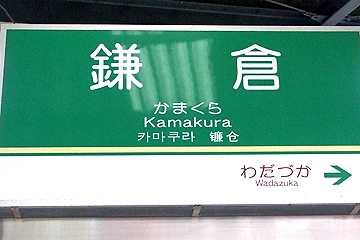 鎌倉
かまくら
Kamakura
카마쿠라 镰仓
わだづか
Wadazuka